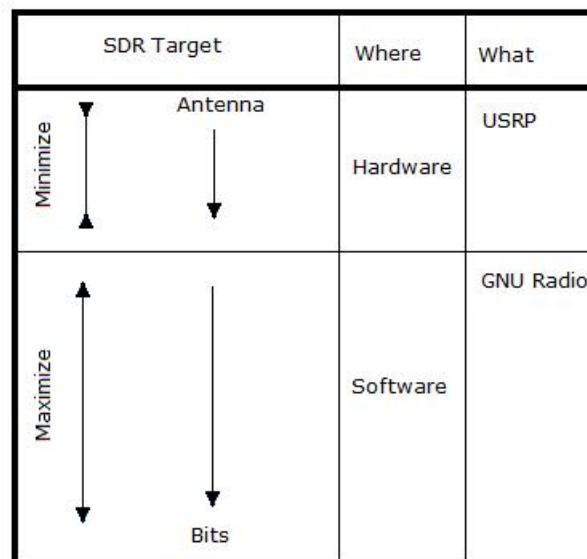 SDR Target Where What
Minimize Antenna Hardware USRP
Maximize Software GNU Radio
Bits